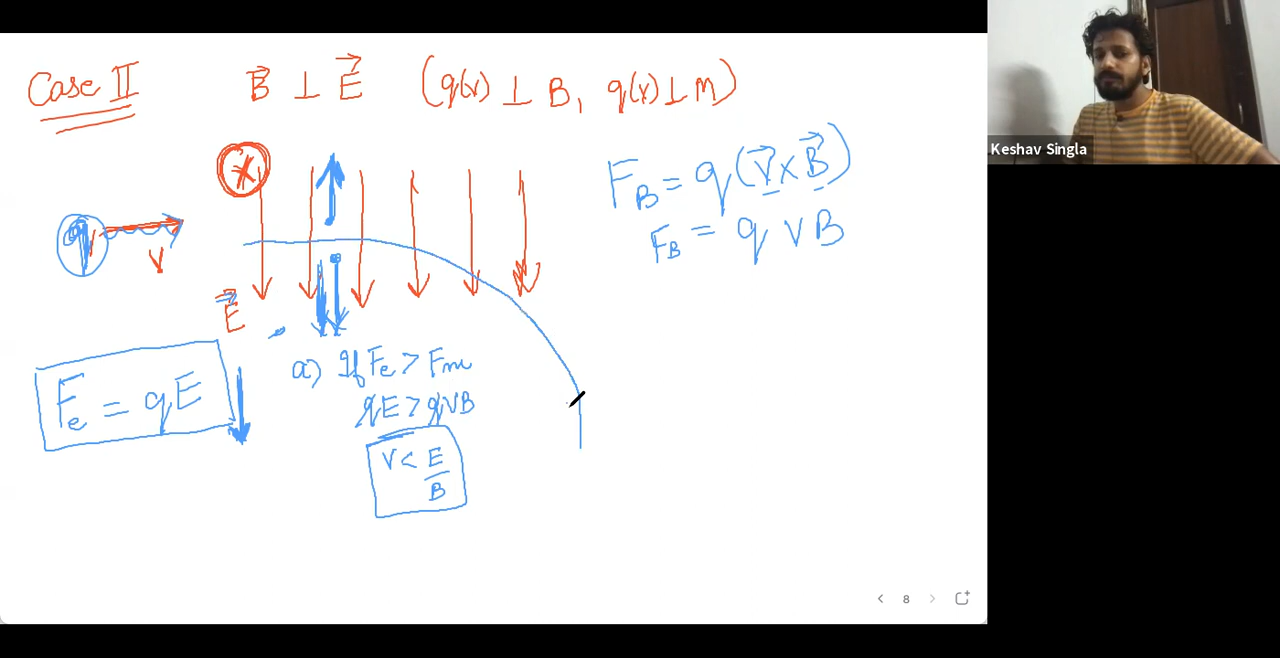 Case II B ⊥ E (q(v) ⊥ B, q(v) ⊥ M)
Keshav Singla
F_B = q(V×B)
F_B = q V B
q
V
E
F_e = qE
a) If F_e > F_m
qE > qVB
V < E/B
8